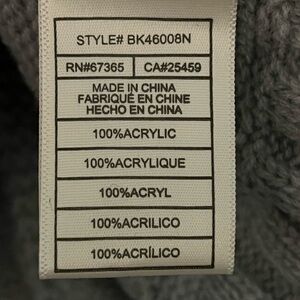 STYLE# BK46008N
RN#67365 CA#25459
MADE IN CHINA
FABRIQUÉ EN CHINE
HECHO EN CHINA
100%ACRYLIC
100%ACRYLIQUE
100%ACRYL
100%ACRILICO
100%ACRÍLICO